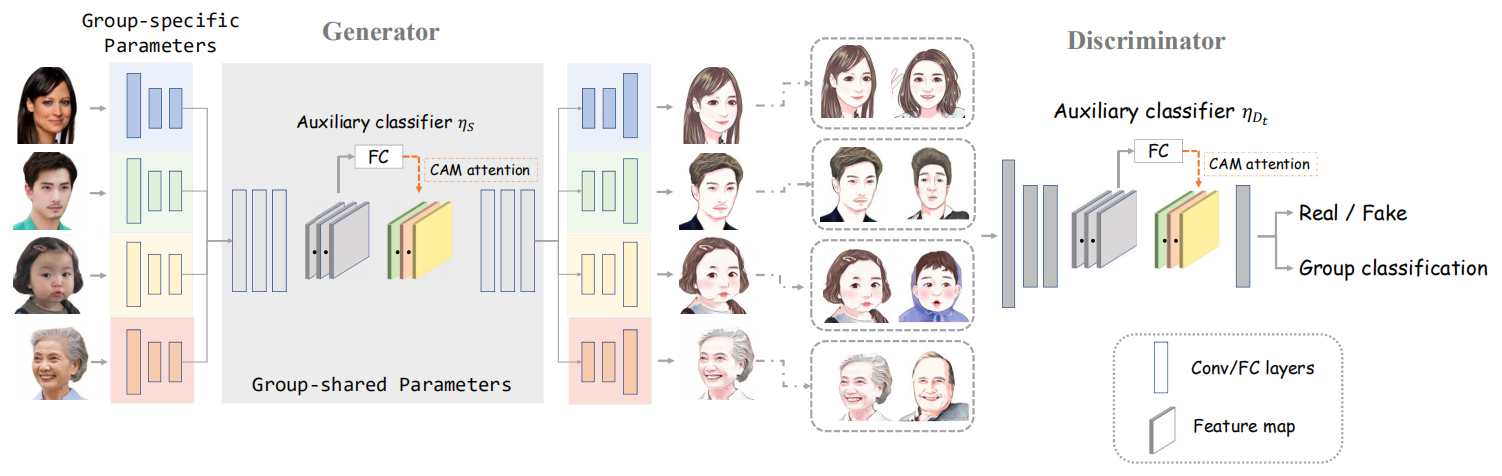 Group-specific
Parameters
Generator
Discriminator
Auxiliary classifier η_S
FC
CAM attention
Group-shared Parameters
Auxiliary classifier η_{D_t}
FC
CAM attention
Real / Fake
Group classification
Conv/FC layers
Feature map